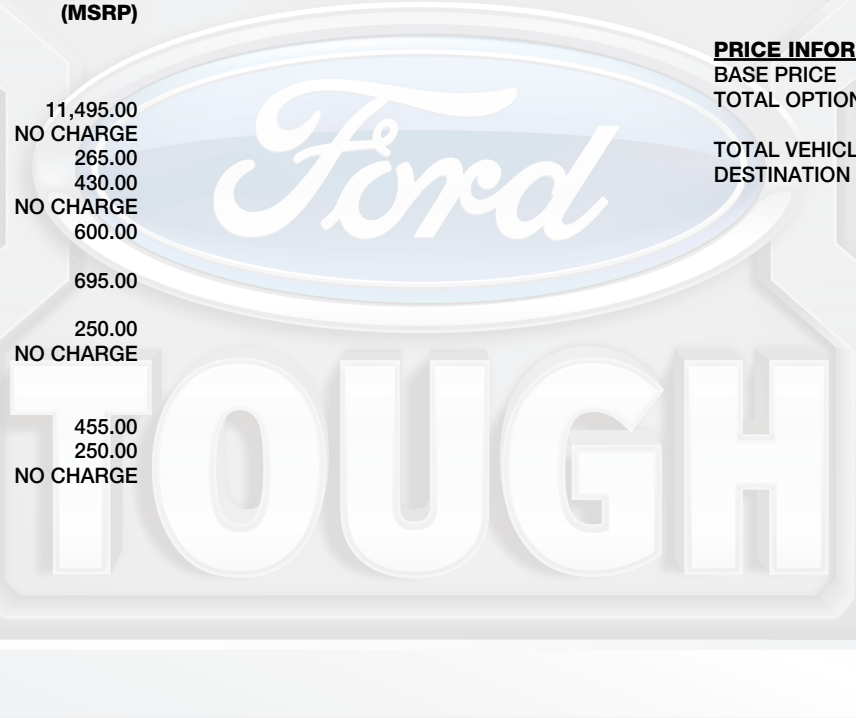 (MSRP)
11,495.00
NO CHARGE
265.00
430.00
NO CHARGE
600.00
695.00
250.00
NO CHARGE
455.00
250.00
NO CHARGE
PRICE INFOR
BASE PRICE
TOTAL OPTION
TOTAL VEHICL
DESTINATION
Ford
TOUGH